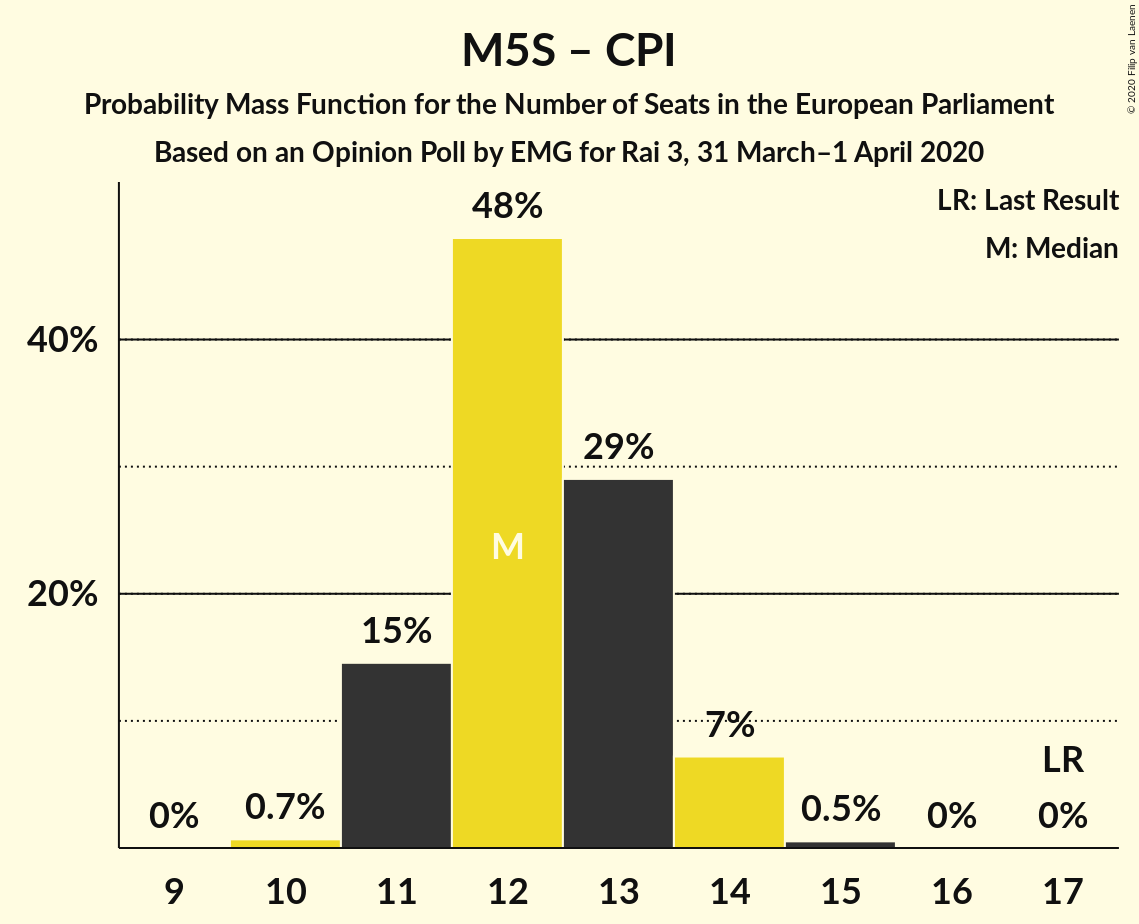 M5S – CPI
Probability Mass Function for the Number of Seats in the European Parliament
Based on an Opinion Poll by EMG for Rai 3, 31 March–1 April 2020
© 2020 Filip van Laenen
LR: Last Result
M: Median
48%
40%
29%
M
20%
15%
7%
LR
0% 0.7% 0.5% 0% 0%
9 10 11 12 13 14 15 16 17